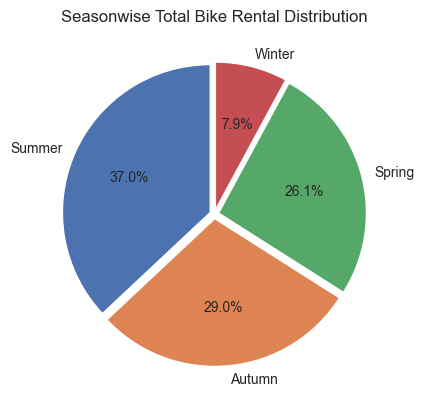 Seasonwise Total Bike Rental Distribution
Winter
7.9%
Summer
37.0%
Spring
26.1%
29.0%
Autumn